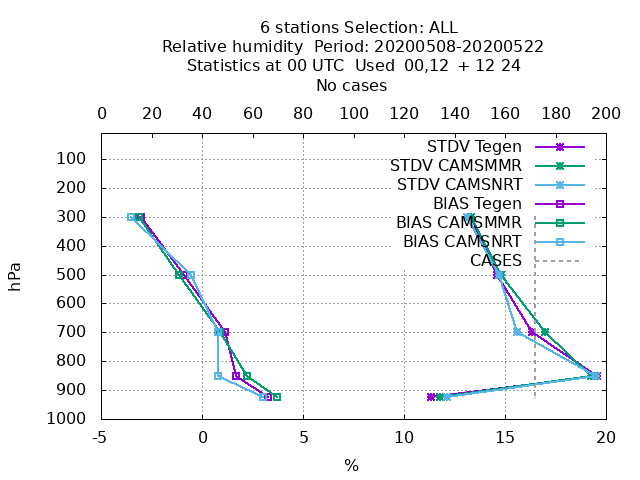 6 stations Selection: ALL
Relative humidity  Period: 20200508-20200522
Statistics at 00 UTC  Used  00,12  + 12 24
No cases
0 20 40 60 80 100 120 140 160 180 200
STDV Tegen
STDV CAMSMMR
STDV CAMSNRT
BIAS Tegen
BIAS CAMSMMR
BIAS CAMSNRT
CASES
100
200
300
400
500
600
700
800
900
1000
hPa
-5 0 5 10 15 20
%